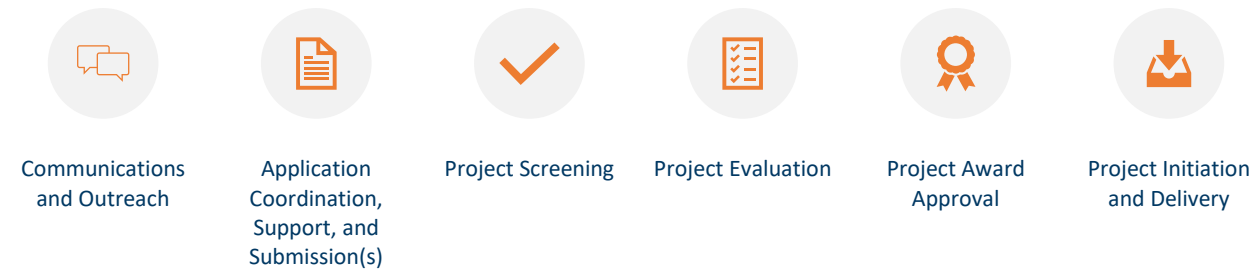 Communications
and Outreach
Application
Coordination,
Support, and
Submission(s)
Project Screening
Project Evaluation
Project Award
Approval
Project Initiation
and Delivery